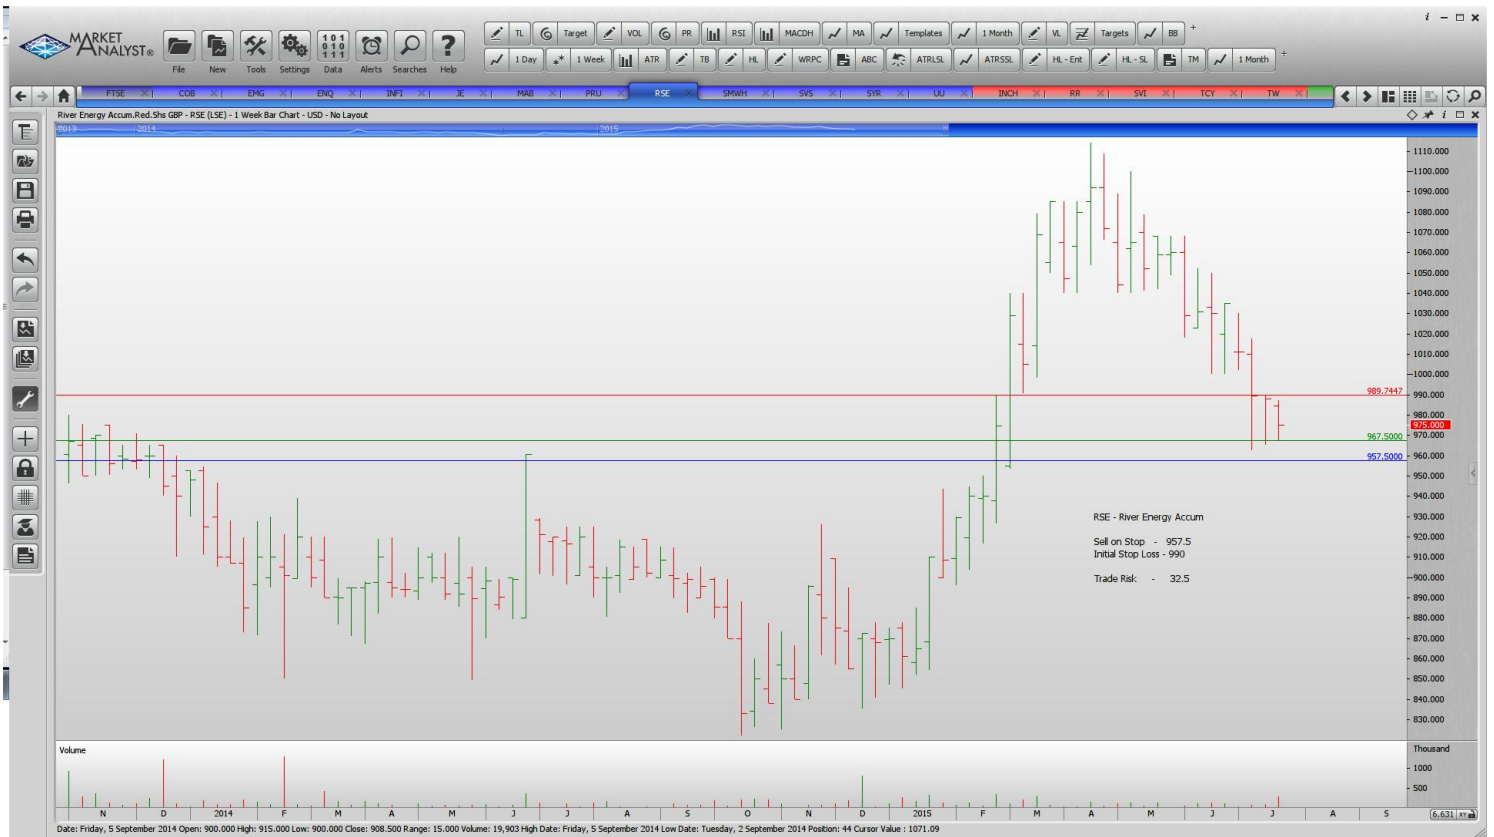 MARKET
ANALYST®
File
New
Tools
Settings
101
010
111
Data
Alerts
Searches
?
Help
TL
Target
VOL
PR
RSI
MACDH
MA
Templates
1 Month
VL
Targets
BB
+
1 Day
1 Week
ATR
TB
HL
WRPC
ABC
ATRLSL
ATRSSL
HL - Ent
HL - SL
TM
1 Month
+
FTSE
COB
EMG
ENQ
INFI
JE
MAB
PRU
RSE
SMWH
SVS
SYR
UU
INCH
RR
SVI
TCY
TW
River Energy Accum.Red.Shs GBP - RSE (LSE) - 1 Week Bar Chart - USD - No Layout
2013
2014
2015
1110.000
1100.000
1090.000
1080.000
1070.000
1060.000
1050.000
1040.000
1030.000
1020.000
1010.000
1000.000
989.7447
990.000
980.000
975.000
967.5000
970.000
957.5000
960.000
950.000
940.000
930.000
920.000
910.000
900.000
890.000
880.000
870.000
860.000
850.000
840.000
830.000
RSE - River Energy Accum
Sell on Stop - 957.5
Initial Stop Loss - 990
Trade Risk - 32.5
Volume
Thousand
1000
500
N D 2014 F M A M J J A S O N D 2015 F M A M J J A S
6.631 XY
Date: Friday, 5 September 2014 Open: 900.000 High: 915.000 Low: 900.000 Close: 908.500 Range: 15.000 Volume: 19,903 High Date: Friday, 5 September 2014 Low Date: Tuesday, 2 September 2014 Position: 44 Cursor Value : 1071.09